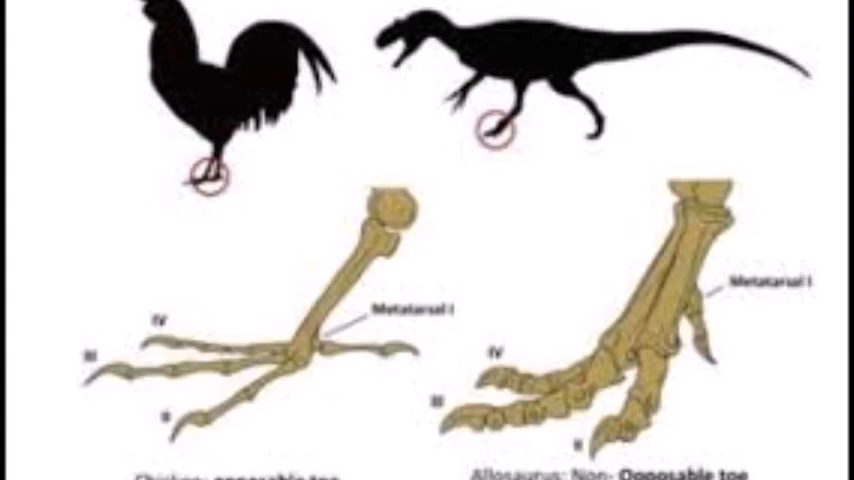 Metatarsal I
Metatarsal I
IV
IV
III
III
II
II
Chicken: opposable toe
Allosaurus: Non- Opposable toe